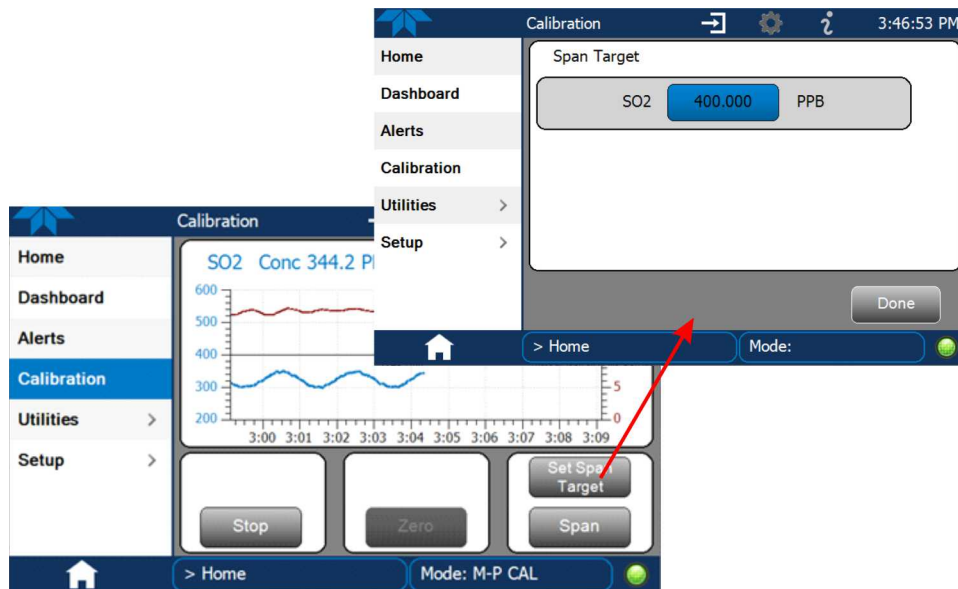 Calibration 3:46:53 PM
Home
Dashboard
Alerts
Calibration
Utilities >
Setup >
Span Target
SO2 400.000 PPB
Done
> Home Mode:
Calibration
Home
Dashboard
Alerts
Calibration
Utilities >
Setup >
SO2 Conc 344.2
600
500
400
300
200
5
0
3:00 3:01 3:02 3:03 3:04 3:05 3:06 3:07 3:08 3:09
Stop
Zero
Set Span
Target
Span
> Home Mode: M-P CAL